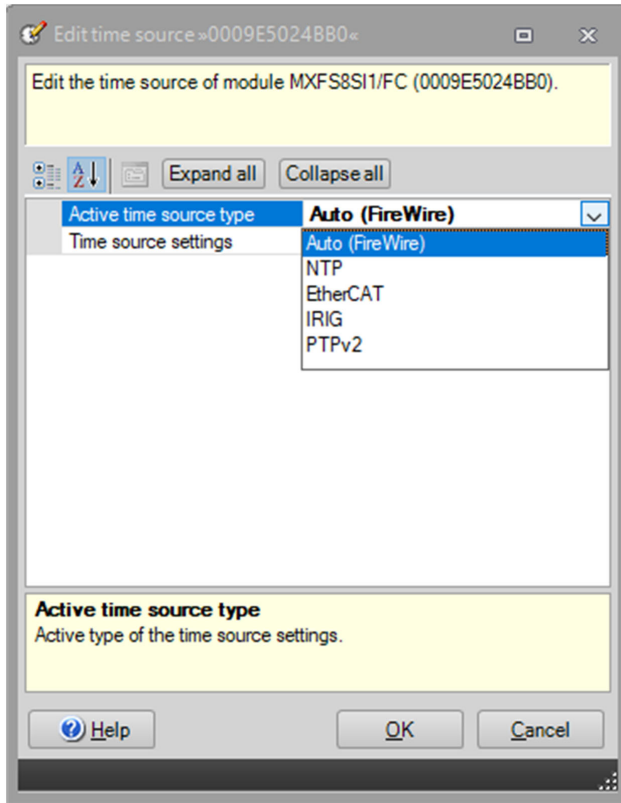 Edit time source »0009E5024BB0«
Edit the time source of module MXFS8SI1/FC (0009E5024BB0).
Expand all Collapse all
Active time source type Auto (FireWire)
Time source settings Auto (FireWire)
NTP
EtherCAT
IRIG
PTPv2
Active time source type
Active type of the time source settings.
Help OK Cancel